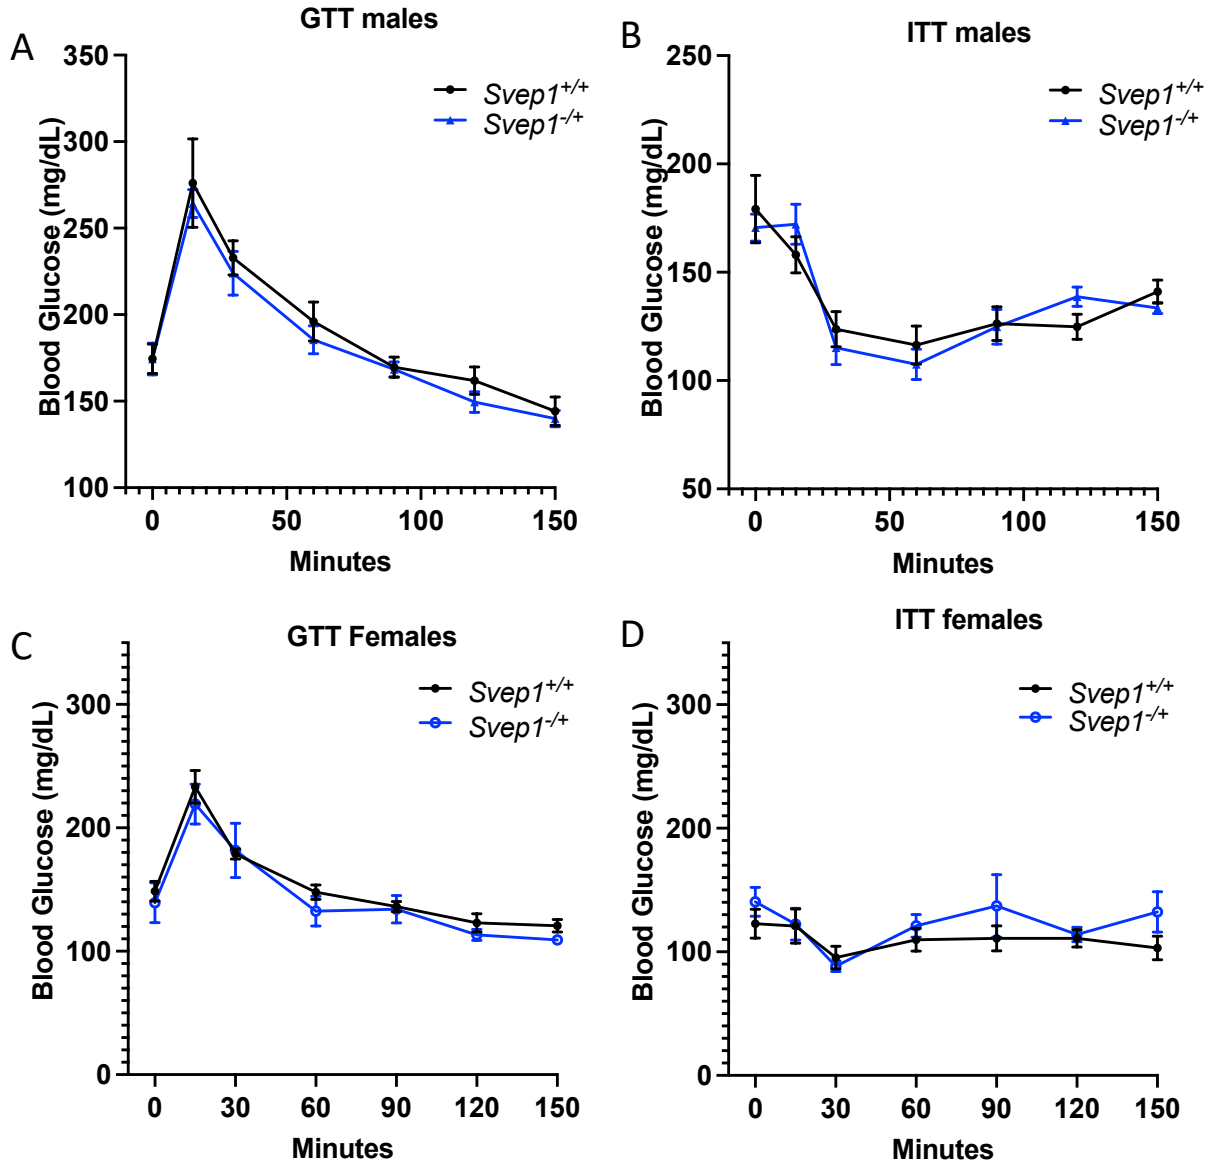 A
GTT males
350
300
250
200
150
100
Blood Glucose (mg/dL)
Svep1+/+
Svep1-/+
0 50 100 150
Minutes
B
ITT males
250
200
150
100
50
Blood Glucose (mg/dL)
Svep1+/+
Svep1-/+
0 50 100 150
Minutes
C
GTT Females
300
200
100
0
Blood Glucose (mg/dL)
Svep1+/+
Svep1-/+
0 30 60 90 120 150
Minutes
D
ITT females
300
200
100
0
Blood Glucose (mg/dL)
Svep1+/+
Svep1-/+
0 30 60 90 120 150
Minutes